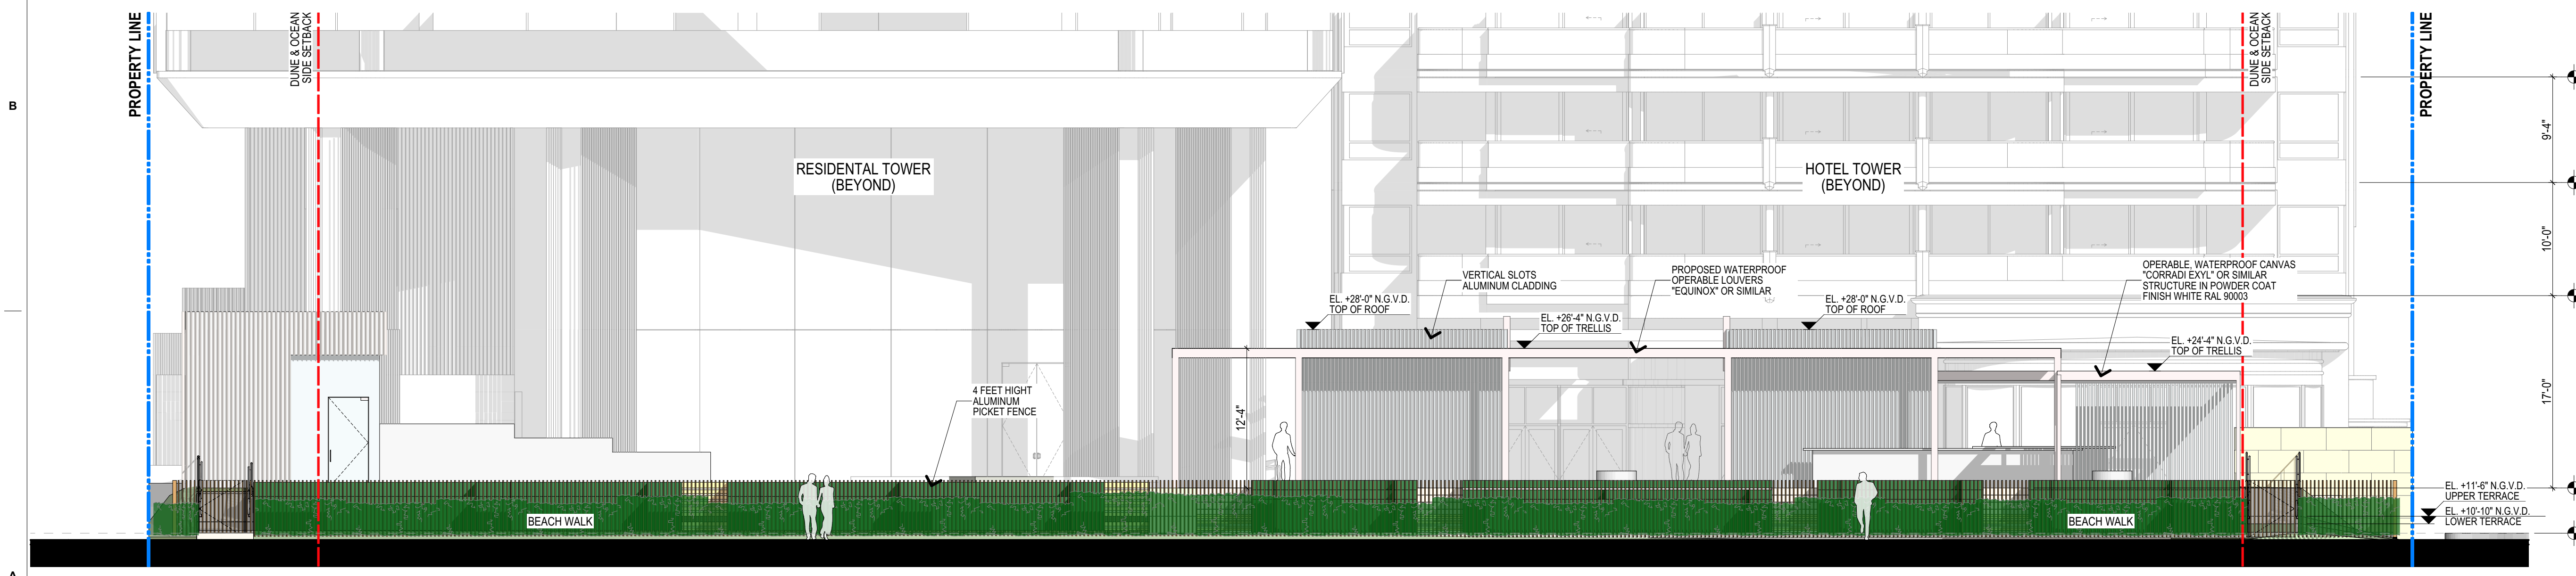 B
PROPERTY LINE
DUNE & OCEAN
SIDE SETBACK
RESIDENTAL TOWER
(BEYOND)
HOTEL TOWER
(BEYOND)
DUNE & OCEAN
SIDE SETBACK
PROPERTY LINE
9'-4"
10'-0"
17'-0"
VERTICAL SLOTS
ALUMINUM CLADDING
PROPOSED WATERPROOF
OPERABLE LOUVERS
"EQUINOX" OR SIMILAR
OPERABLE, WATERPROOF CANVAS
"CORRADI EXYL" OR SIMILAR
STRUCTURE IN POWDER COAT
FINISH WHITE RAL 90003
EL. +28'-0" N.G.V.D.
TOP OF ROOF
EL. +26'-4" N.G.V.D.
TOP OF TRELLIS
EL. +28'-0" N.G.V.D.
TOP OF ROOF
EL. +24'-4" N.G.V.D.
TOP OF TRELLIS
4 FEET HIGHT
ALUMINUM
PICKET FENCE
12'-4"
BEACH WALK
BEACH WALK
EL. +11'-6" N.G.V.D.
UPPER TERRACE
EL. +10'-10" N.G.V.D.
LOWER TERRACE
A